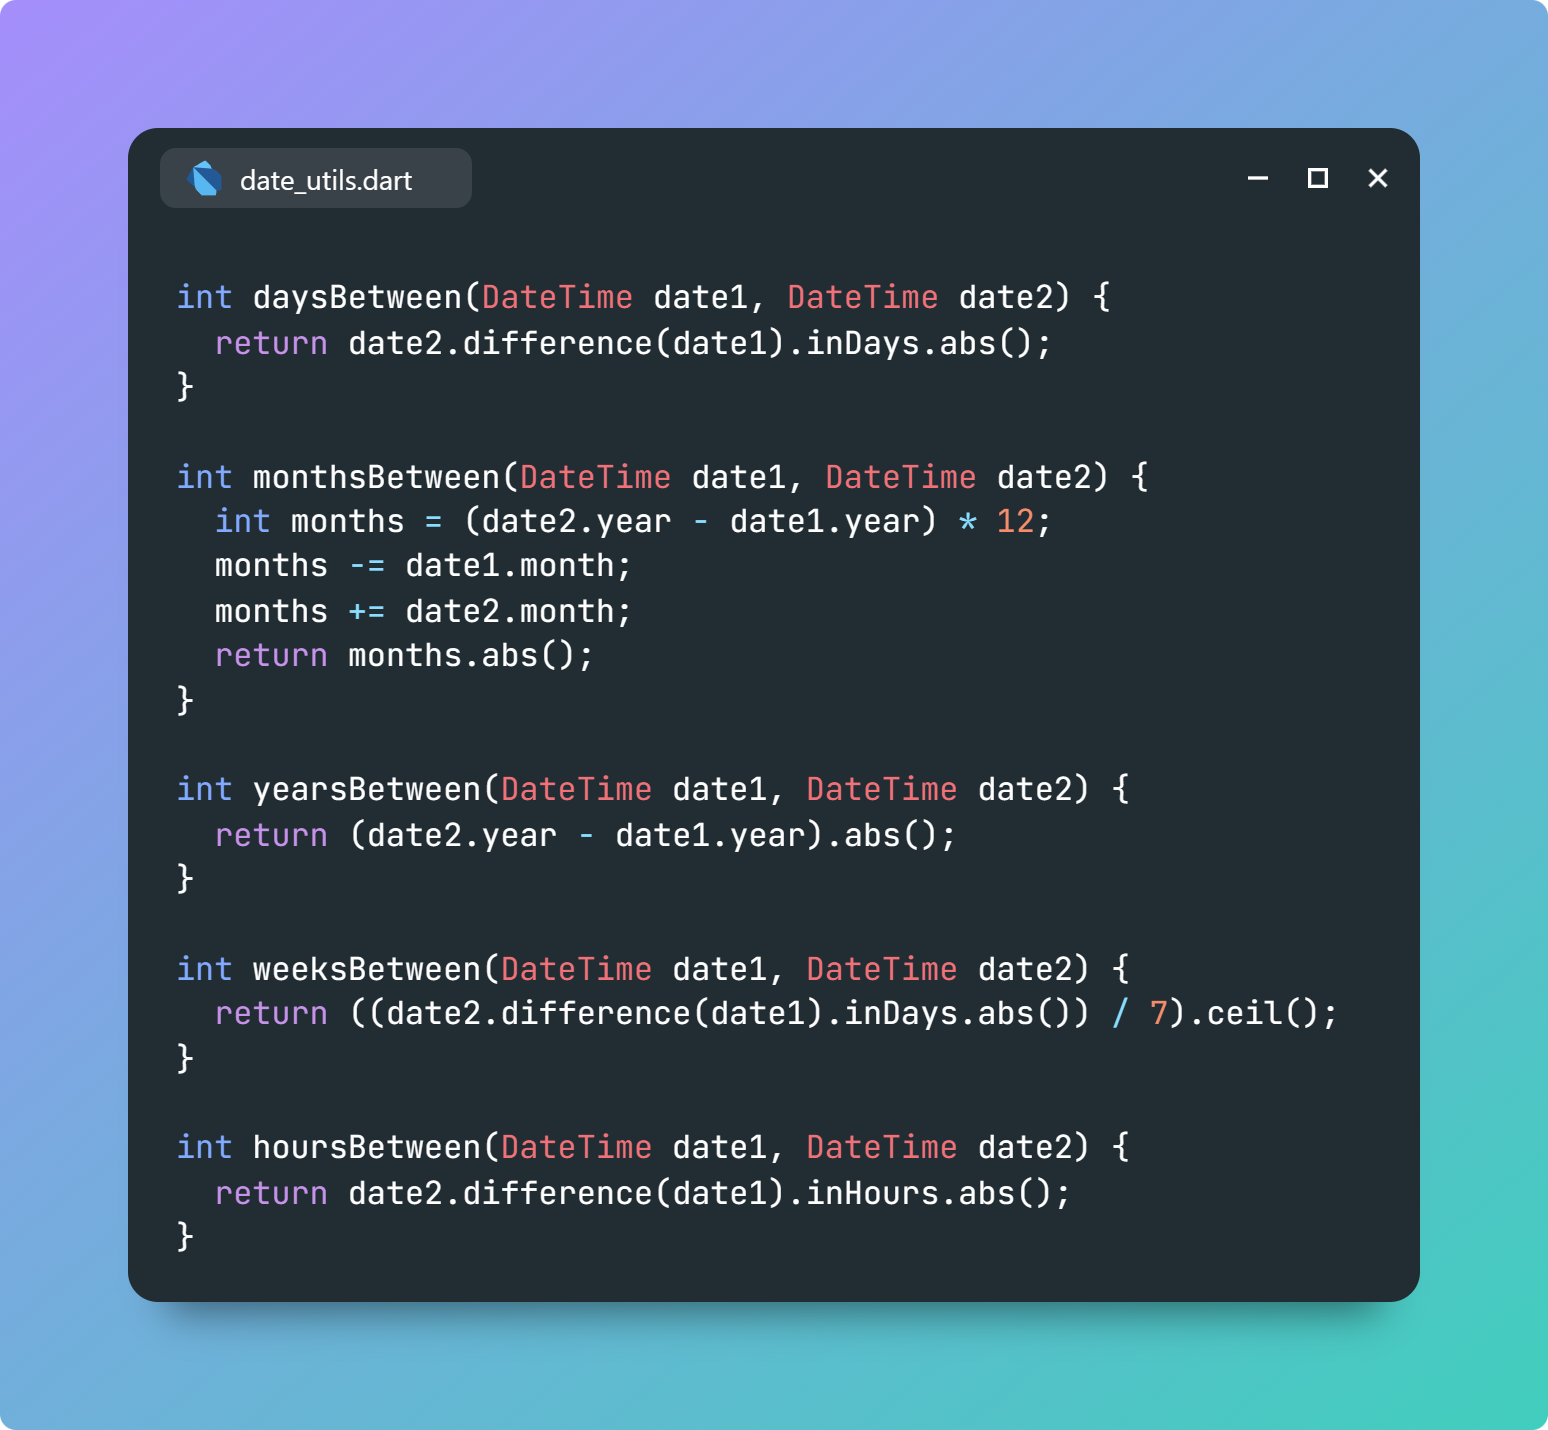 date_utils.dart
int daysBetween(DateTime date1, DateTime date2) {
  return date2.difference(date1).inDays.abs();
}
int monthsBetween(DateTime date1, DateTime date2) {
  int months = (date2.year - date1.year) * 12;
  months -= date1.month;
  months += date2.month;
  return months.abs();
}
int yearsBetween(DateTime date1, DateTime date2) {
  return (date2.year - date1.year).abs();
}
int weeksBetween(DateTime date1, DateTime date2) {
  return ((date2.difference(date1).inDays.abs()) / 7).ceil();
}
int hoursBetween(DateTime date1, DateTime date2) {
  return date2.difference(date1).inHours.abs();
}